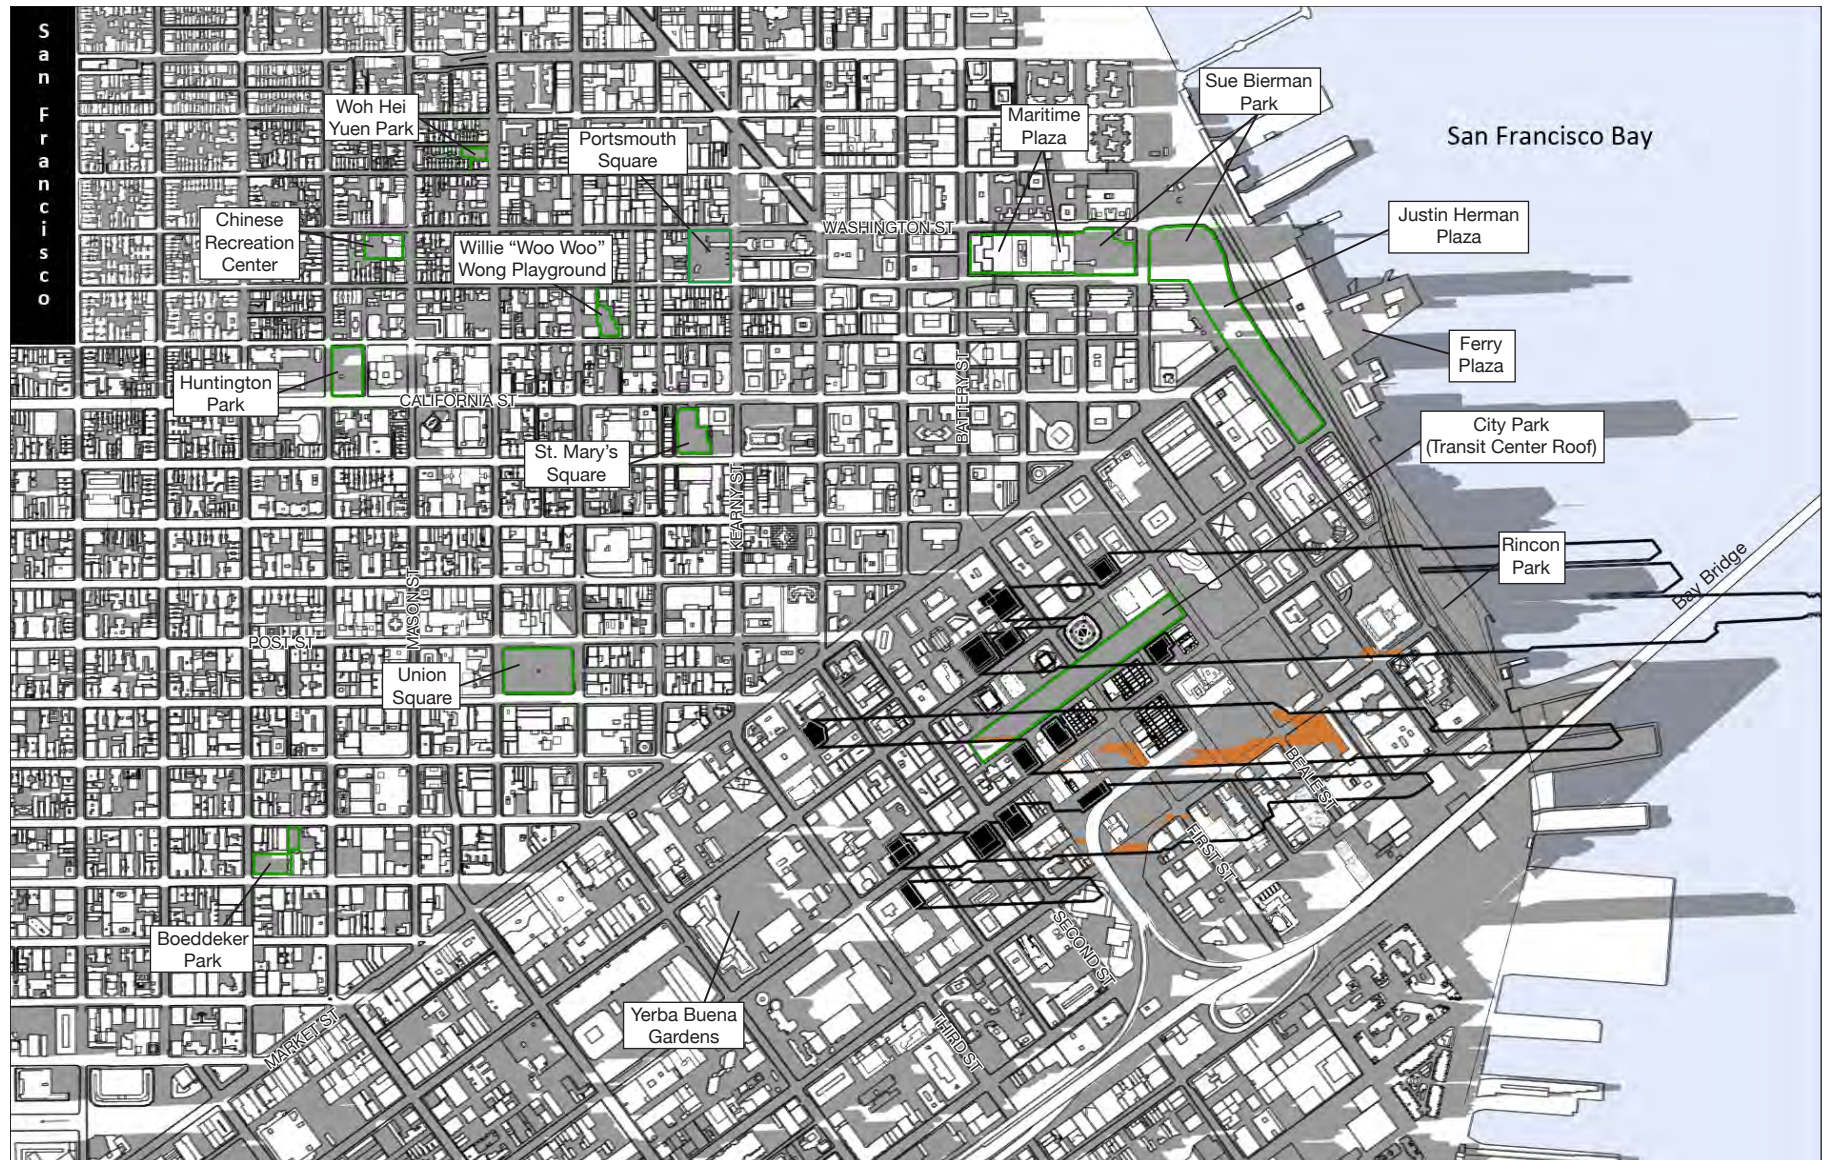 San Francisco
Woh Hei
Yuen Park
Portsmouth
Square
Maritime
Plaza
Sue Bierman
Park
San Francisco Bay
Chinese
Recreation
Center
Willie “Woo Woo”
Wong Playground
WASHINGTON ST
Justin Herman
Plaza
Ferry
Plaza
Huntington
Park
CALIFORNIA ST
BATTERY ST
St. Mary’s
Square
KEARNY ST
City Park
(Transit Center Roof)
Rincon
Park
Bay Bridge
MASON ST
POST ST
Union
Square
BEALE ST
FIRST ST
Boeddeker
Park
SECOND ST
Yerba Buena
Gardens
THIRD ST
MARKET ST